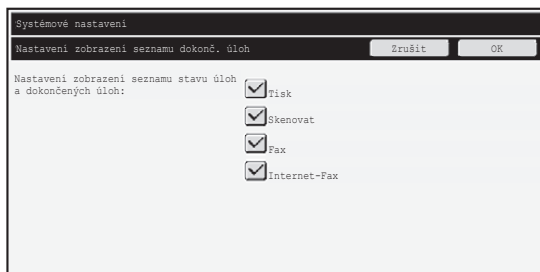 Systémové nastavení
Nastavení zobrazení seznamu dokonč. úloh
Zrušit
OK
Nastavení zobrazení seznamu stavu úloh
a dokončených úloh:
Tisk
Skenovat
Fax
Internet-Fax